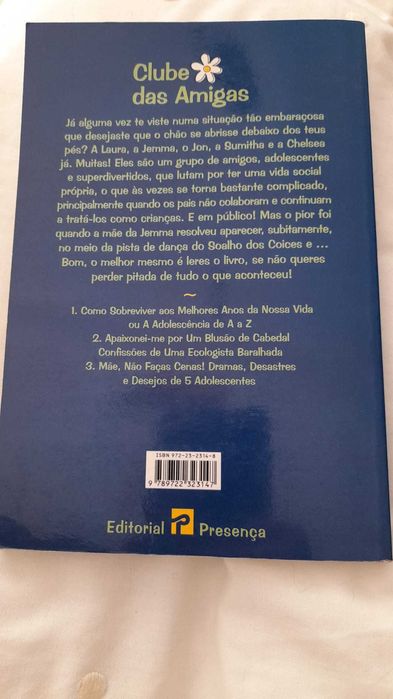 Clube
das Amigas
Já alguma vez te viste numa situação tão embaraçosa
que desejaste que o chão se abrisse debaixo dos teus
pés? A Laura, a Jemma, o Jon, a Sumitha e a Chelsea
já. Muitas! Eles são um grupo de amigos, adolescentes
e superdivertidos, que lutam por ter uma vida social
própria, o que às vezes se torna bastante complicado,
principalmente quando os pais não colaboram e continuam
a tratá-los como crianças. E em público! Mas o pior foi
quando a mãe da Jemma resolveu aparecer, subitamente,
no meio da pista de dança do Soalho dos Coices e ...
Bom, o melhor mesmo é leres o livro, se não queres
perder pitada de tudo o que aconteceu!
~
1. Como Sobreviver aos Melhores Anos da Nossa Vida
ou A Adolescência de A a Z
2. Apaixonei-me por Um Blusão de Cabedal
Confissões de Uma Ecologista Baralhada
3. Mãe, Não Faças Cenas! Dramas, Desastres
e Desejos de 5 Adolescentes
ISBN 972-23-2314-8
9 789722 323147
Editorial P Presença